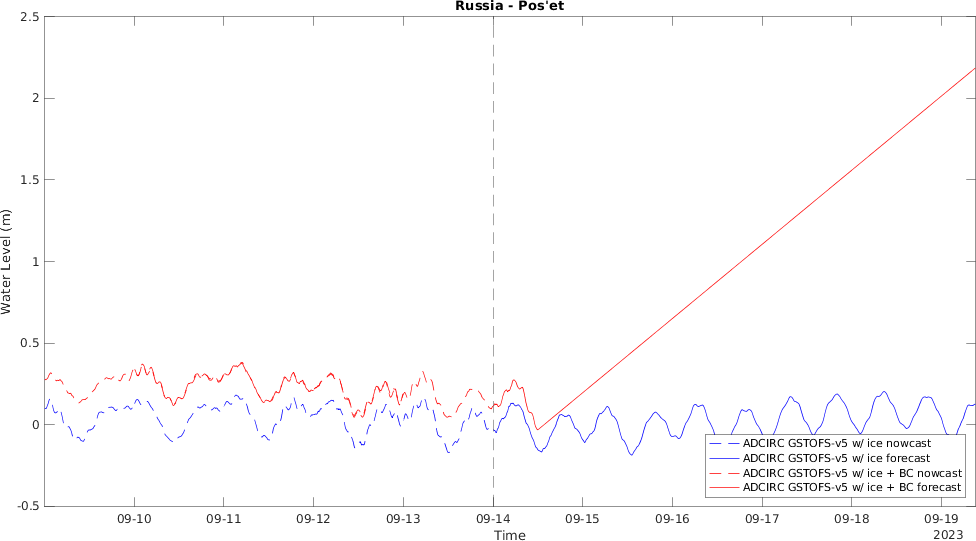 Russia - Pos'et
2.5
2
1.5
1
0.5
0
-0.5
Water Level (m)
09-10 09-11 09-12 09-13 09-14 09-15 09-16 09-17 09-18 09-19
Time
2023
ADCIRC GSTOFS-v5 w/ ice nowcast
ADCIRC GSTOFS-v5 w/ ice forecast
ADCIRC GSTOFS-v5 w/ ice + BC nowcast
ADCIRC GSTOFS-v5 w/ ice + BC forecast